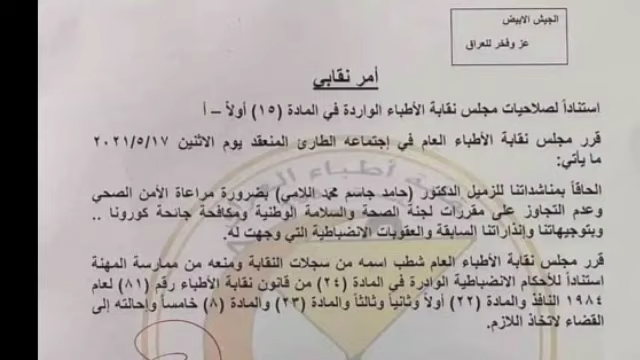 الجيش الابيض
عز وفخر للعراق
أمر نقابي
استناداً لصلاحيات مجلس نقابة الأطباء الواردة في المادة (١٥) أولاً – أ
قرر مجلس نقابة الأطباء العام في إجتماعه الطارئ المنعقد يوم الاثنين ٢٠٢١/٥/١٧
ما يأتي:
الحاقاً بمناشداتنا للزميل الدكتور (حامد جاسم محمد اللامي) بضرورة مراعاة الأمن الصحي
وعدم التجاوز على مقررات لجنة الصحة والسلامة الوطنية ومكافحة جائحة كورونا ..
وبتوجيهاتنا وإنذاراتنا السابقة والعقوبات الانضباطية التي وجهت له.
قرر مجلس نقابة الأطباء العام شطب اسمه من سجلات النقابة ومنعه من ممارسة المهنة
استناداً للأحكام الانضباطية الواردة في المادة (٢٤) من قانون نقابة الأطباء رقم (٨١) لعام
١٩٨٤ النافذ والمادة (٢٢) أولاً وثانياً وثالثاً والمادة (٢٣) والمادة (٨) خامساً وإحالته إلى
القضاء لاتخاذ اللازم.